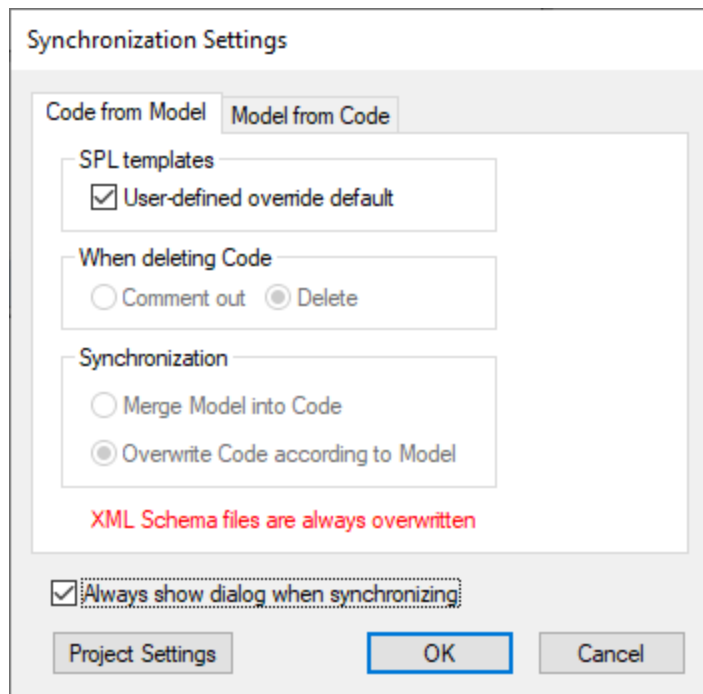 Synchronization Settings
Code from Model
Model from Code
SPL templates
User-defined override default
When deleting Code
Comment out
Delete
Synchronization
Merge Model into Code
Overwrite Code according to Model
XML Schema files are always overwritten
Always show dialog when synchronizing
Project Settings
OK
Cancel